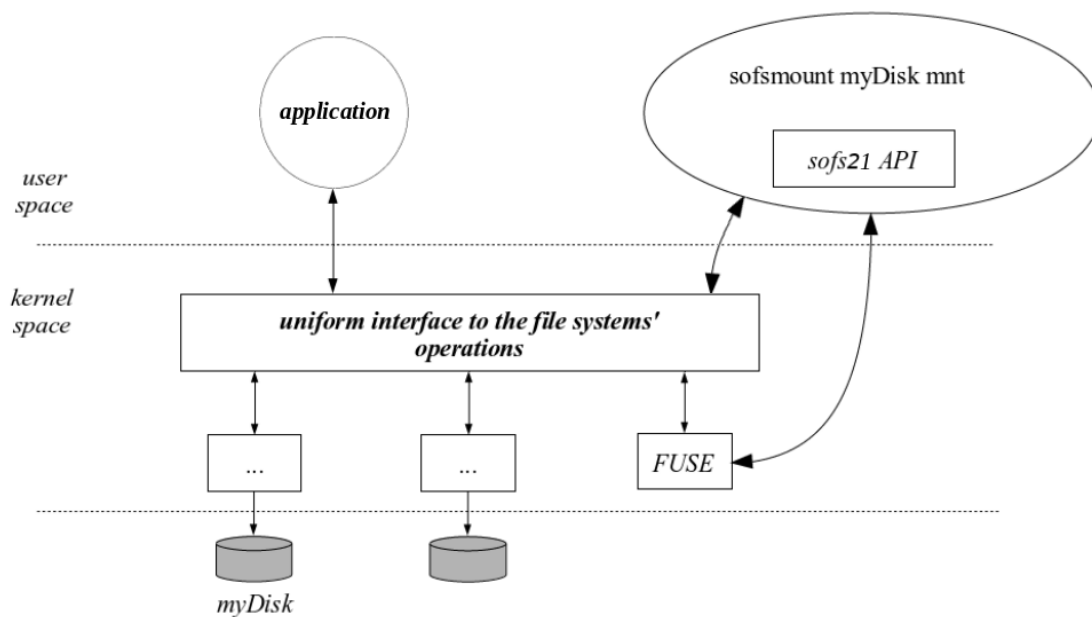 sofsmount myDisk mnt
application
sofs21 API
user
space
kernel
space
uniform interface to the file systems'
operations
...
...
FUSE
myDisk